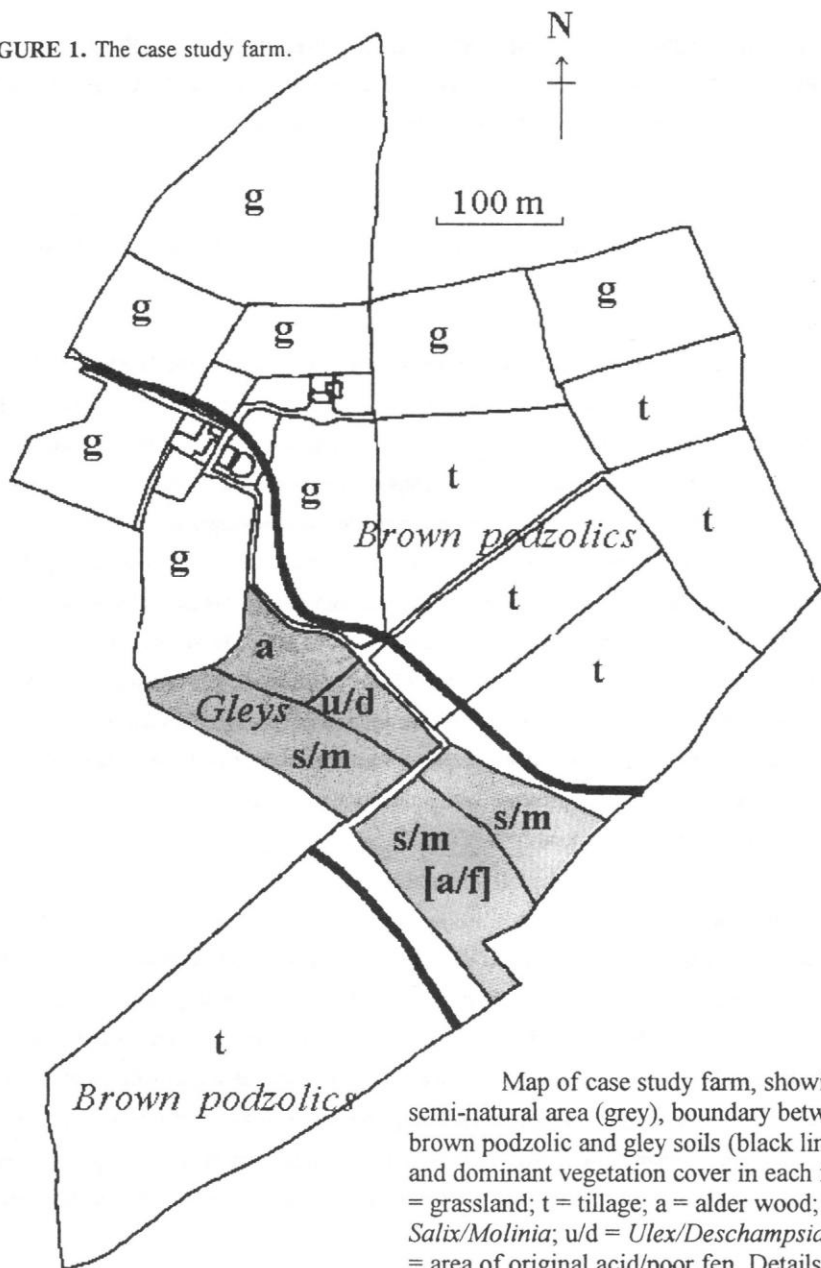 GURE 1. The case study farm.
N
100 m
g
g
g
g
g
g
g
g
t
t
t
t
t
Brown podzolics
a
Gleys
u/d
s/m
s/m
s/m
[a/f]
t
Brown podzolics
Map of case study farm, show
semi-natural area (grey), boundary betw
brown podzolic and gley soils (black lin
and dominant vegetation cover in each
= grassland; t = tillage; a = alder wood;
Salix/Molinia; u/d = Ulex/Deschampsia
= area of original acid/poor fen. Details